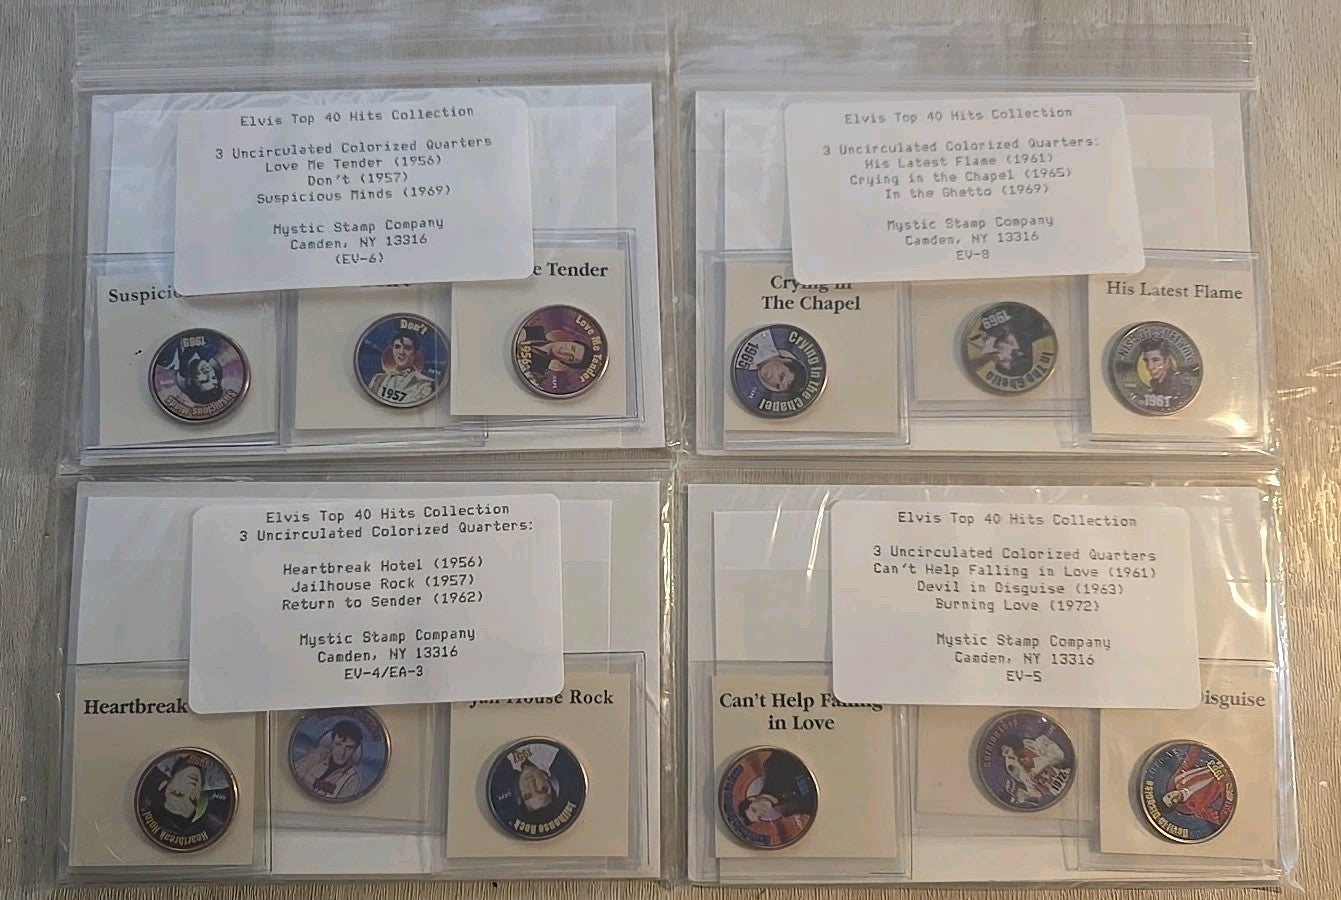 Elvis Top 40 Hits Collection
3 Uncirculated Colorized Quarters
Love Me Tender (1956)
Don't (1957)
Suspicious Minds (1969)
Mystic Stamp Company
Camden, NY 13316
(EV-6)
Suspicio
e Tender
1969
Suspicious Minds
Don't
1957
Love Me Tender
1956
Elvis Top 40 Hits Collection
3 Uncirculated Colorized Quarters:
His Latest Flame (1961)
Crying in the Chapel (1965)
In the Ghetto (1969)
Mystic Stamp Company
Camden, NY 13316
EV-8
Crying in
The Chapel
His Latest Flame
1965
Crying in the Chapel
1969
In The Ghetto
His Latest Flame
1961
Elvis Top 40 Hits Collection
3 Uncirculated Colorized Quarters:
Heartbreak Hotel (1956)
Jailhouse Rock (1957)
Return to Sender (1962)
Mystic Stamp Company
Camden, NY 13316
EV-4/EA-3
Heartbreak
Jail House Rock
Heartbreak Hotel
1957
Jailhouse Rock
Elvis Top 40 Hits Collection
3 Uncirculated Colorized Quarters
Can't Help Falling in Love (1961)
Devil in Disguise (1963)
Burning Love (1972)
Mystic Stamp Company
Camden, NY 13316
EV-5
Can't Help Falling
in Love
isguise
Burning Love
1972
Devil in Disguise